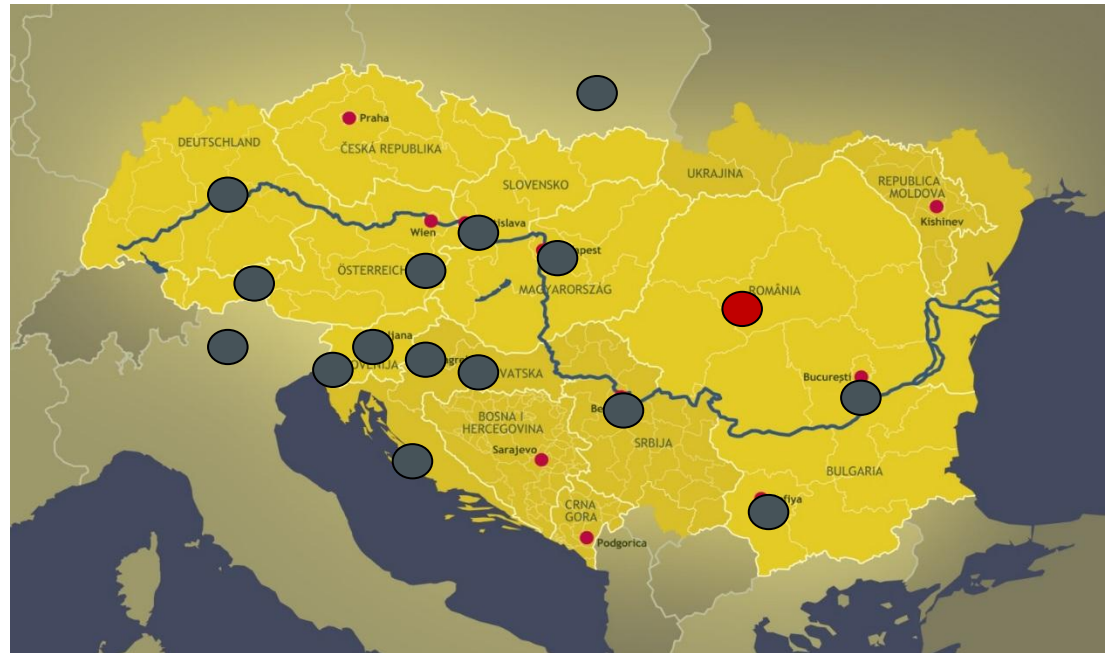 Praha
DEUTSCHLAND
ČESKÁ REPUBLIKA
SLOVENSKO
UKRAJINA
REPUBLICA
MOLDOVA
Kishinev
Wien
ÖSTERREICH
MAGYARORSZÁG
ROMÂNIA
București
BOSNA I
HERCEGOVINA
Sarajevo
SRBIJA
BULGARIA
CRNA
GORA
Podgorica